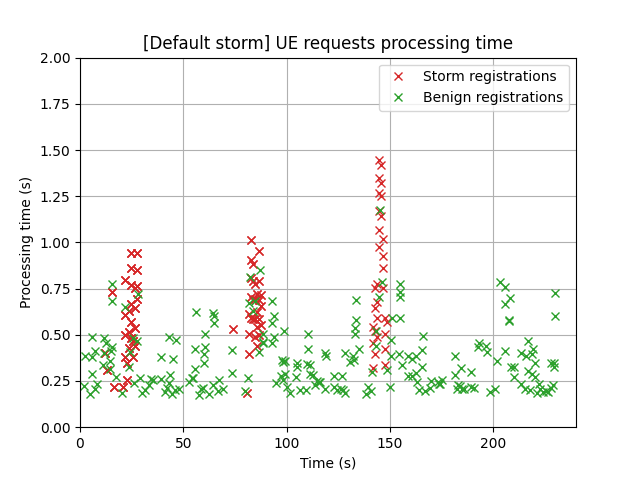 [Default storm] UE requests processing time
Storm registrations
Benign registrations
Processing time (s)
2.00
1.75
1.50
1.25
1.00
0.75
0.50
0.25
0.00
0
50
100
150
200
Time (s)